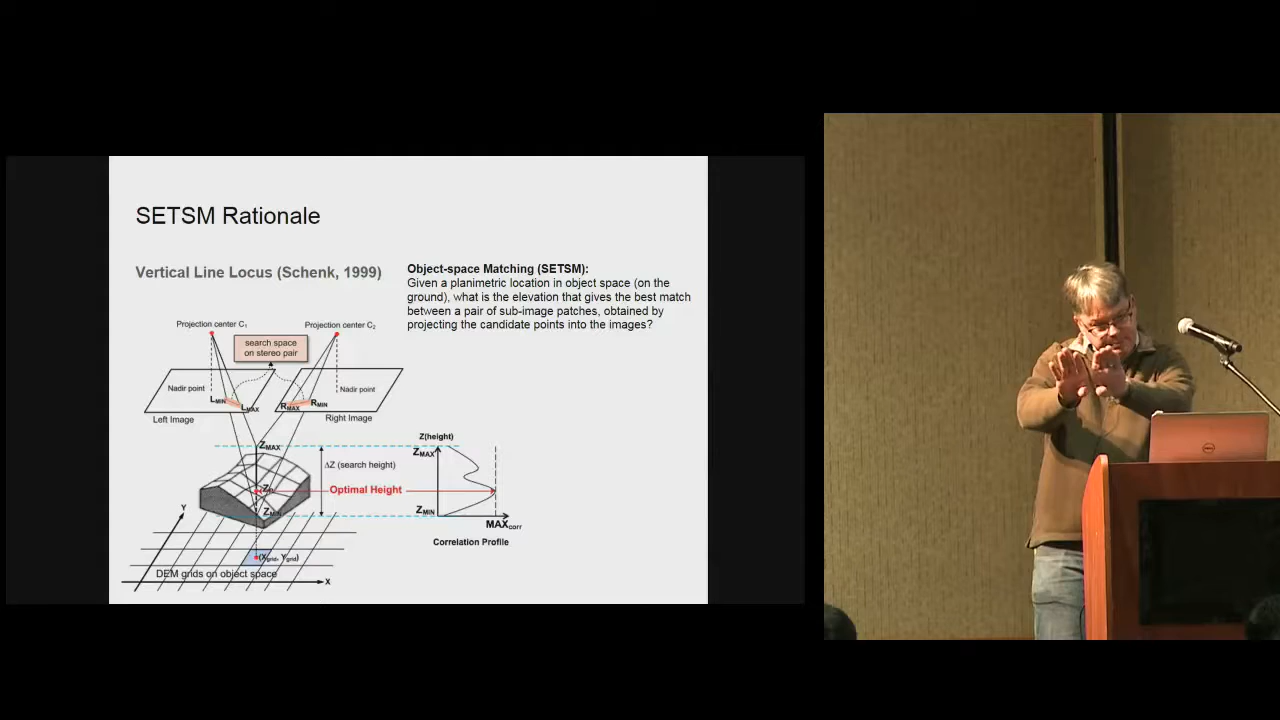 SETSM Rationale
Vertical Line Locus (Schenk, 1999)
Object-space Matching (SETSM):
Given a planimetric location in object space (on the
ground), what is the elevation that gives the best match
between a pair of sub-image patches, obtained by
projecting the candidate points into the images?
Projection center C1
Projection center C2
search space
on stereo pair
Nadir point
Nadir point
LMIN
LMAX
RMAX
RMIN
Left Image
Right Image
ZMAX
ΔZ (search height)
Optimal Height
ZMIN
Z(height)
ZMAX
ZMIN
MAXcorr
Correlation Profile
Y
(Xgrid, Ygrid)
DEM grids on object space
X